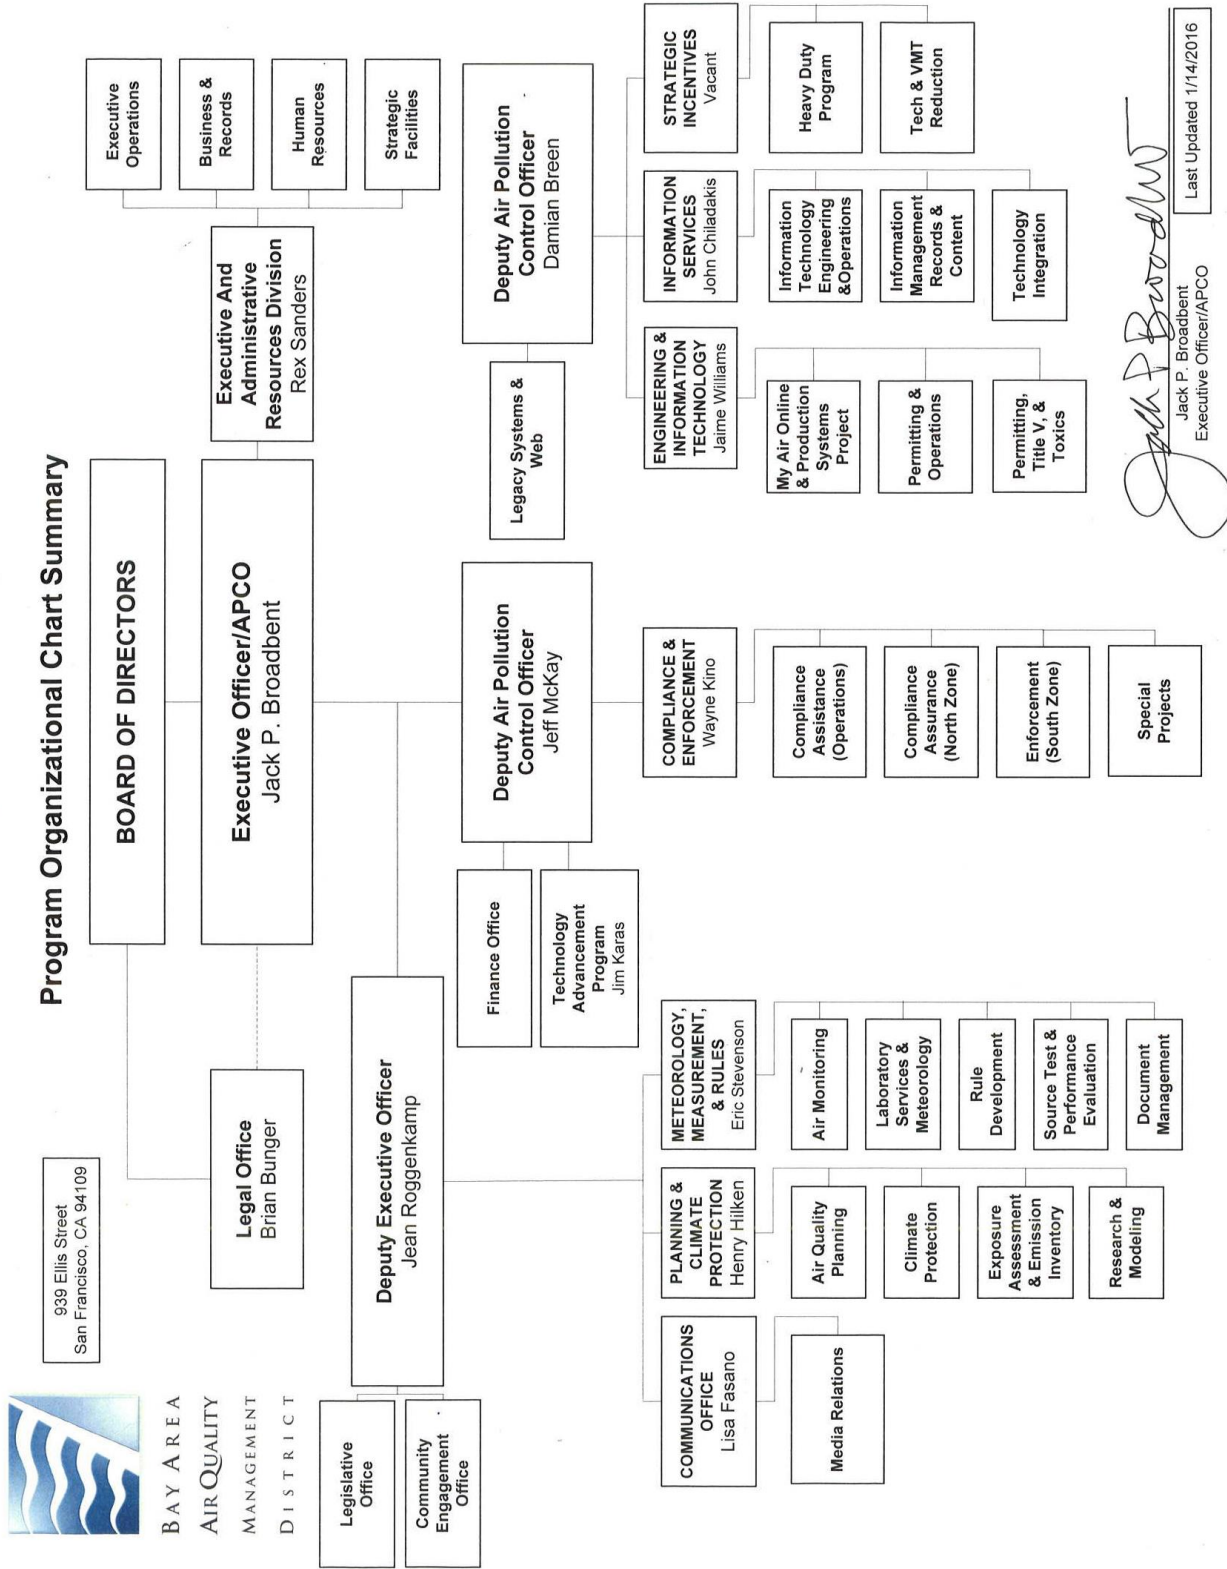 Program Organizational Chart Summary
939 Ellis Street
San Francisco, CA 94109
BAY AREA
AIR QUALITY
MANAGEMENT
DISTRICT
BOARD OF DIRECTORS
Legal Office
Brian Bunger
Executive Officer/APCO
Jack P. Broadbent
Executive And
Administrative
Resources Division
Rex Sanders
Executive
Operations
Business &
Records
Human
Resources
Strategic
Facilities
Legislative
Office
Community
Engagement
Office
Deputy Executive Officer
Jean Roggenkamp
Finance Office
Technology
Advancement
Program
Jim Karas
Deputy Air Pollution
Control Officer
Jeff McKay
Legacy Systems &
Web
Deputy Air Pollution
Control Officer
Damian Breen
COMMUNICATIONS
OFFICE
Lisa Fasano
Media Relations
PLANNING &
CLIMATE
PROTECTION
Henry Hilken
Air Quality
Planning
Climate
Protection
Exposure
Assessment
& Emission
Inventory
Research &
Modeling
METEOROLOGY,
MEASUREMENT,
& RULES
Eric Stevenson
Air Monitoring
Laboratory
Services &
Meteorology
Rule
Development
Source Test &
Performance
Evaluation
Document
Management
COMPLIANCE &
ENFORCEMENT
Wayne Kino
Compliance
Assistance
(Operations)
Compliance
Assurance
(North Zone)
Enforcement
(South Zone)
Special
Projects
ENGINEERING &
INFORMATION
TECHNOLOGY
Jaime Williams
My Air Online
& Production
Systems
Project
Permitting &
Operations
Permitting,
Title V, &
Toxics
INFORMATION
SERVICES
John Chiladakis
Information
Technology
Engineering
&Operations
Information
Management
Records &
Content
Technology
Integration
STRATEGIC
INCENTIVES
Vacant
Heavy Duty
Program
Tech & VMT
Reduction
Jack P Broadbent
Jack P. Broadbent
Executive Officer/APCO
Last Updated 1/14/2016